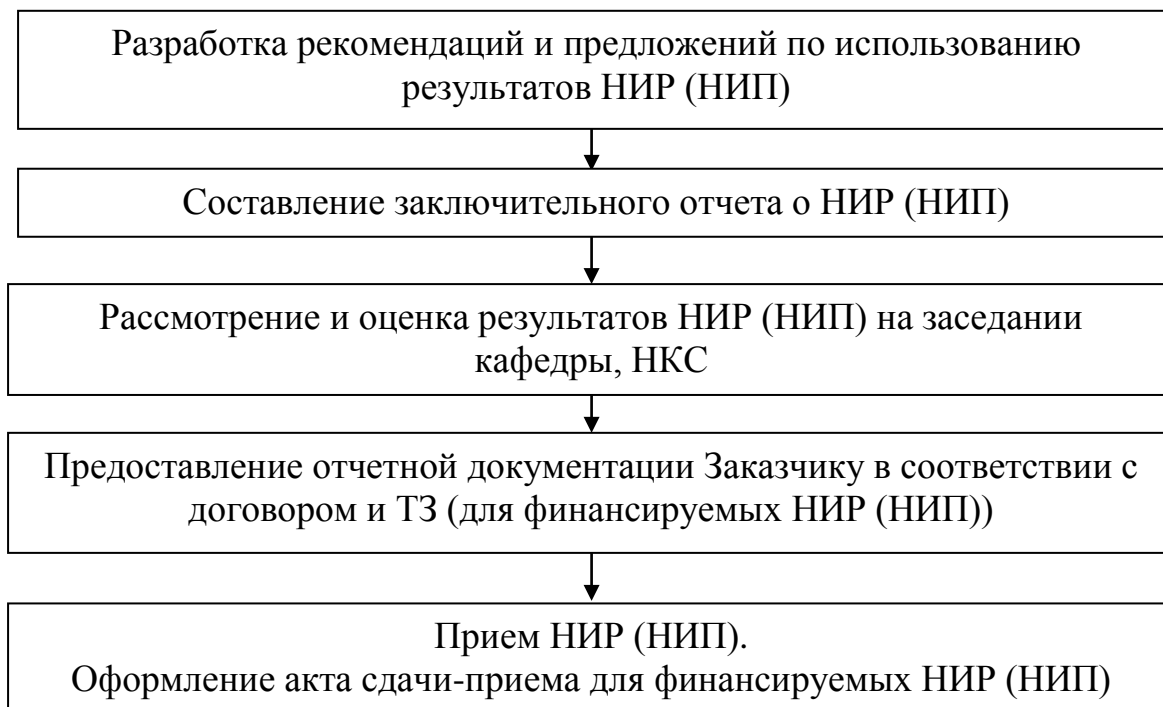 Разработка рекомендаций и предложений по использованию
результатов НИР (НИП)
Составление заключительного отчета о НИР (НИП)
Рассмотрение и оценка результатов НИР (НИП) на заседании
кафедры, НКС
Предоставление отчетной документации Заказчику в соответствии с
договором и ТЗ (для финансируемых НИР (НИП))
Прием НИР (НИП).
Оформление акта сдачи-приема для финансируемых НИР (НИП)